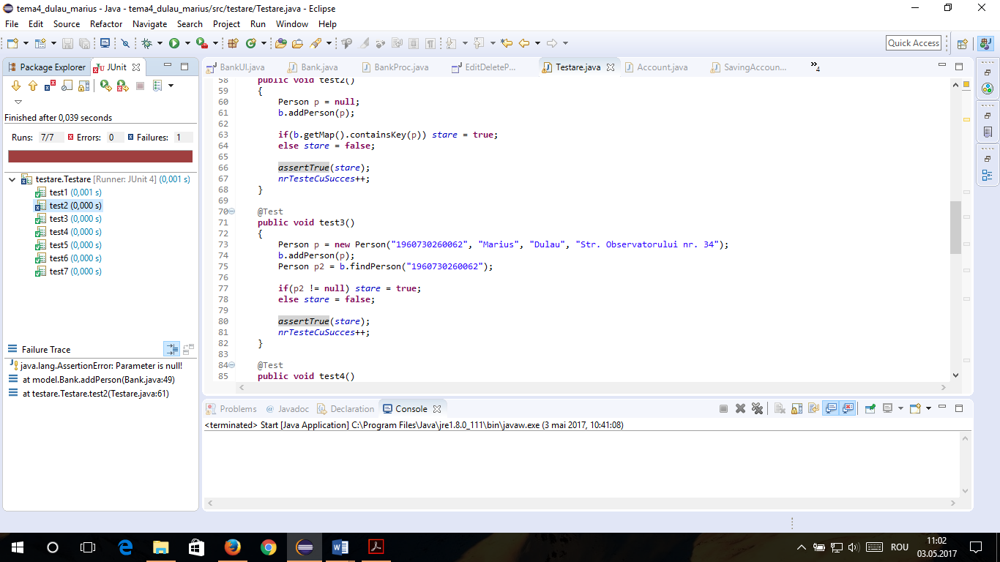 tema4_dulau_marius - Java - tema4_dulau_marius/src/testare/Testare.java - Eclipse
File Edit Source Refactor Navigate Search Project Run Window Help
Quick Access
Package Explorer JUnit
Finished after 0,039 seconds
Runs: 7/7 Errors: 0 Failures: 1
testare.Testare [Runner: JUnit 4] (0,001 s)
test1 (0,001 s)
test2 (0,000 s)
test3 (0,000 s)
test4 (0,000 s)
test5 (0,000 s)
test6 (0,000 s)
test7 (0,000 s)
Failure Trace
java.lang.AssertionError: Parameter is null!
at model.Bank.addPerson(Bank.java:49)
at testare.Testare.test2(Testare.java:61)
BankUI.java Bank.java BankProc.java EditDeleteP... Testare.java Account.java SavingAccoun... »4
58 public void test2()
59 {
60 Person p = null;
61 b.addPerson(p);
62
63 if(b.getMap().containsKey(p)) stare = true;
64 else stare = false;
65
66 assertTrue(stare);
67 nrTesteCuSucces++;
68 }
69
70 @Test
71 public void test3()
72 {
73 Person p = new Person("1960730260062", "Marius", "Dulau", "Str. Observatorului nr. 34");
74 b.addPerson(p);
75 Person p2 = b.findPerson("1960730260062");
76
77 if(p2 != null) stare = true;
78 else stare = false;
79
80 assertTrue(stare);
81 nrTesteCuSucces++;
82 }
83
84 @Test
85 public void test4()
Problems @ Javadoc Declaration Console
<terminated> Start [Java Application] C:\Program Files\Java\jre1.8.0_111\bin\javaw.exe (3 mai 2017, 10:41:08)
ROU
11:02
03.05.2017